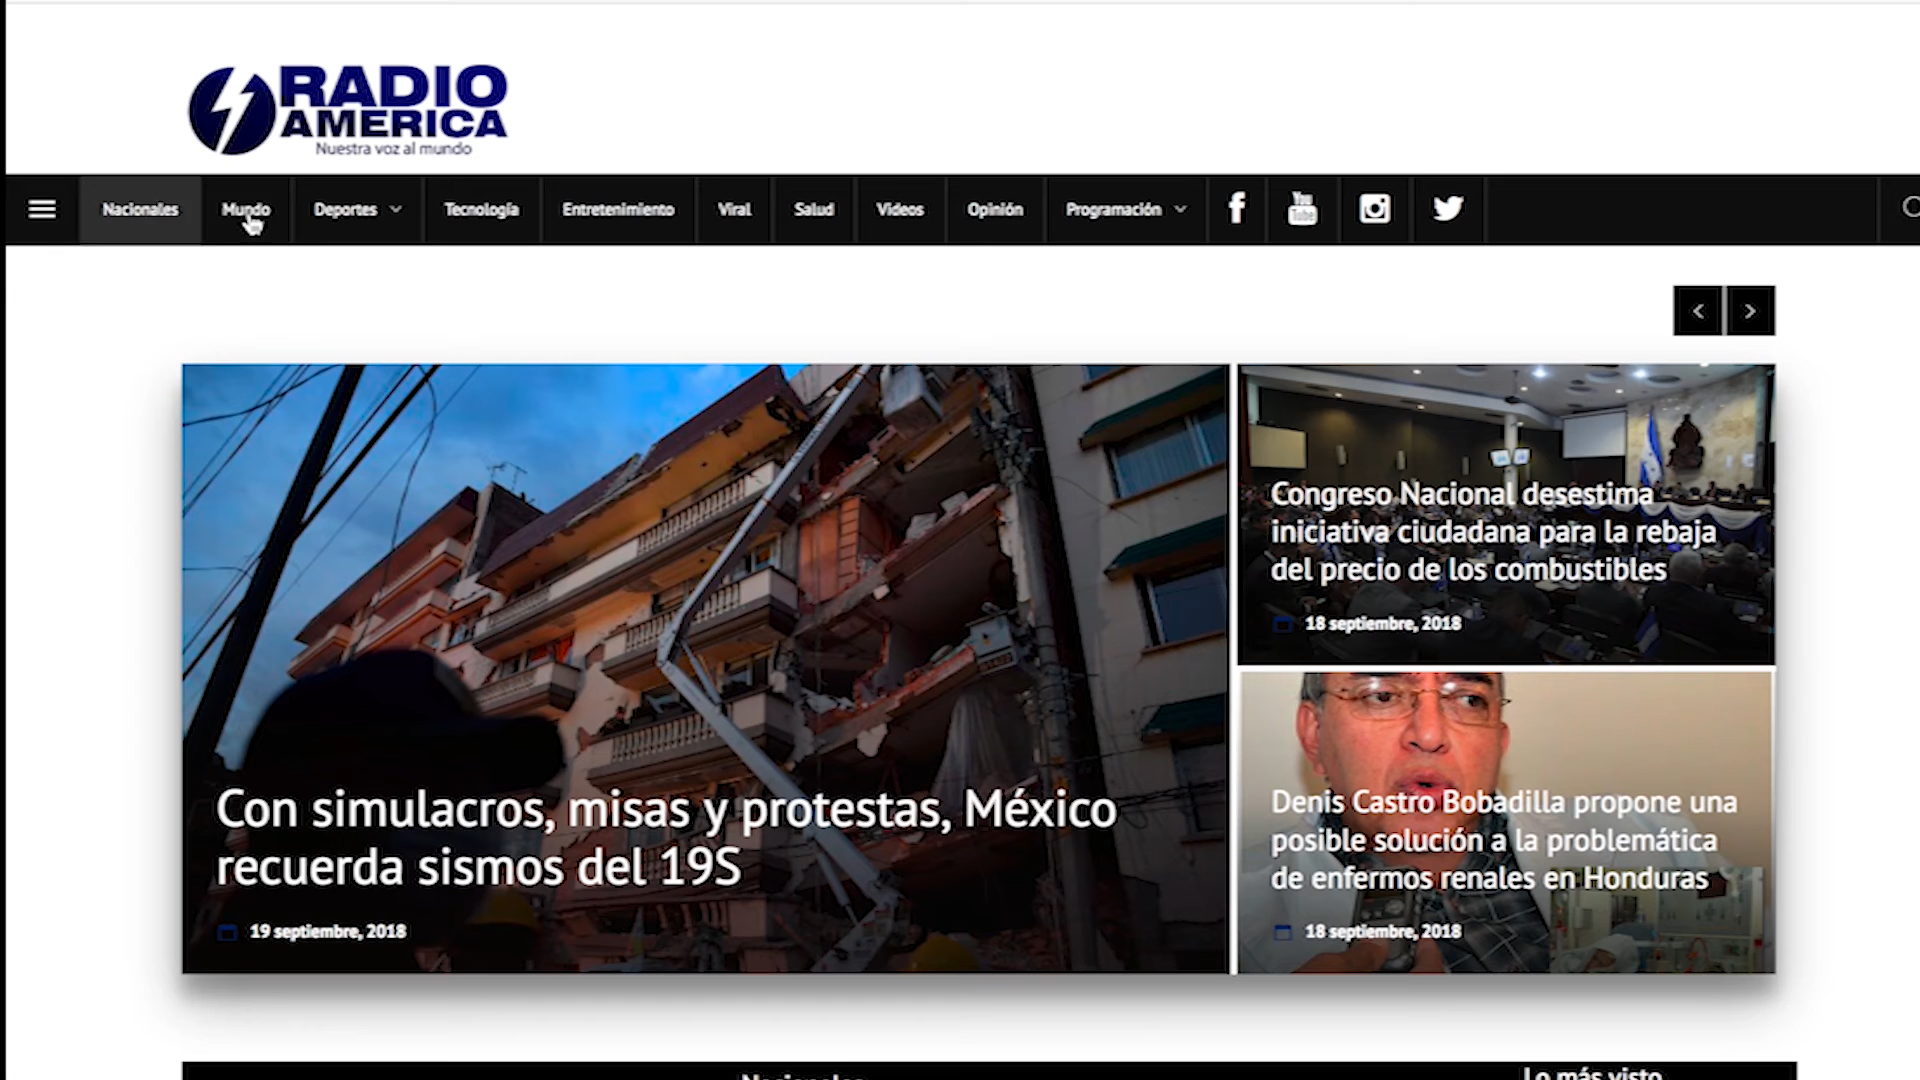 RADIO
AMERICA
Nuestra voz al mundo
Nacionales Mundo Deportes Tecnología Entretenimiento Viral Salud Videos Opinión Programación
You
Tube
Congreso Nacional desestima
iniciativa ciudadana para la rebaja
del precio de los combustibles
18 septiembre, 2018
Con simulacros, misas y protestas, México
recuerda sismos del 19S
19 septiembre, 2018
Denis Castro Bobadilla propone una
posible solución a la problemática
de enfermos renales en Honduras
18 septiembre, 2018
Nacionales
Lo más visto